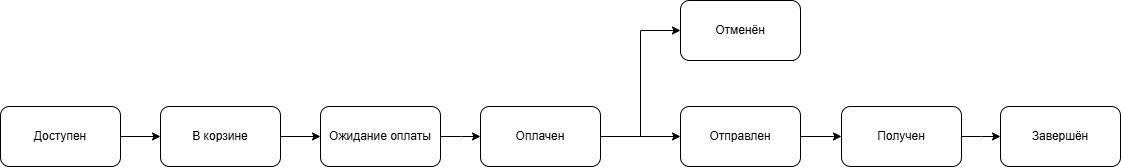 Отменён
Доступен
В корзине
Ожидание оплаты
Оплачен
Отправлен
Получен
Завершён